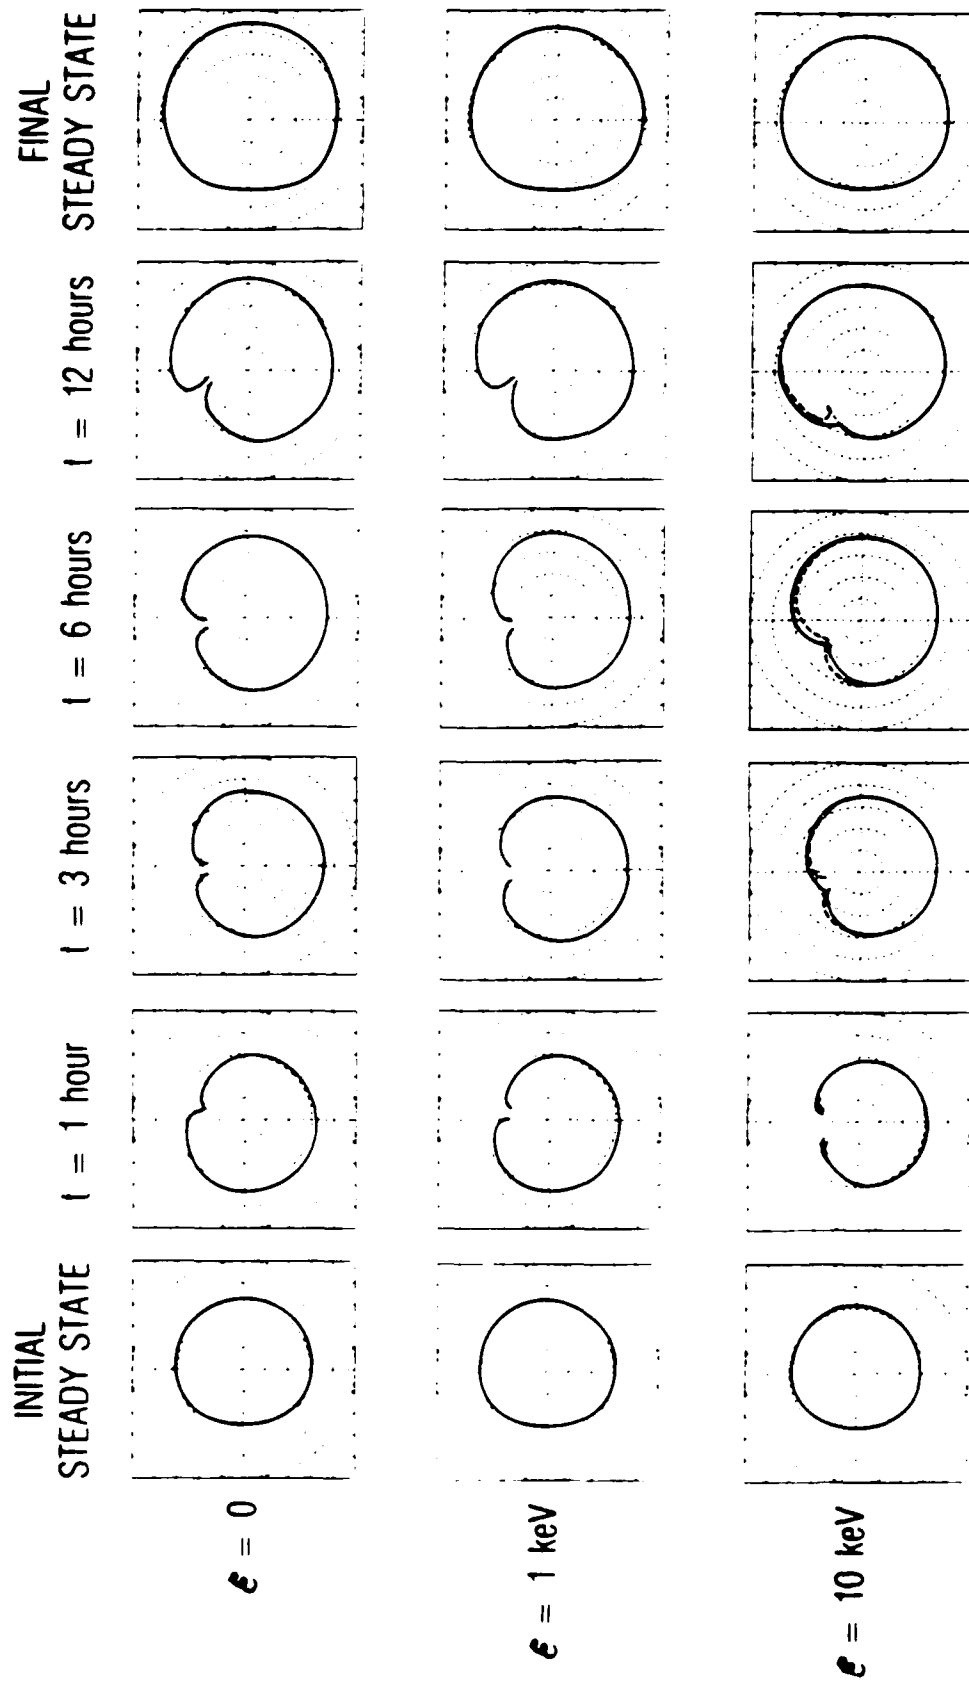 INITIAL
STEADY STATE
t = 1 hour
t = 3 hours
t = 6 hours
t = 12 hours
FINAL
STEADY STATE
ℰ = 0
ℰ = 1 keV
ℰ = 10 keV